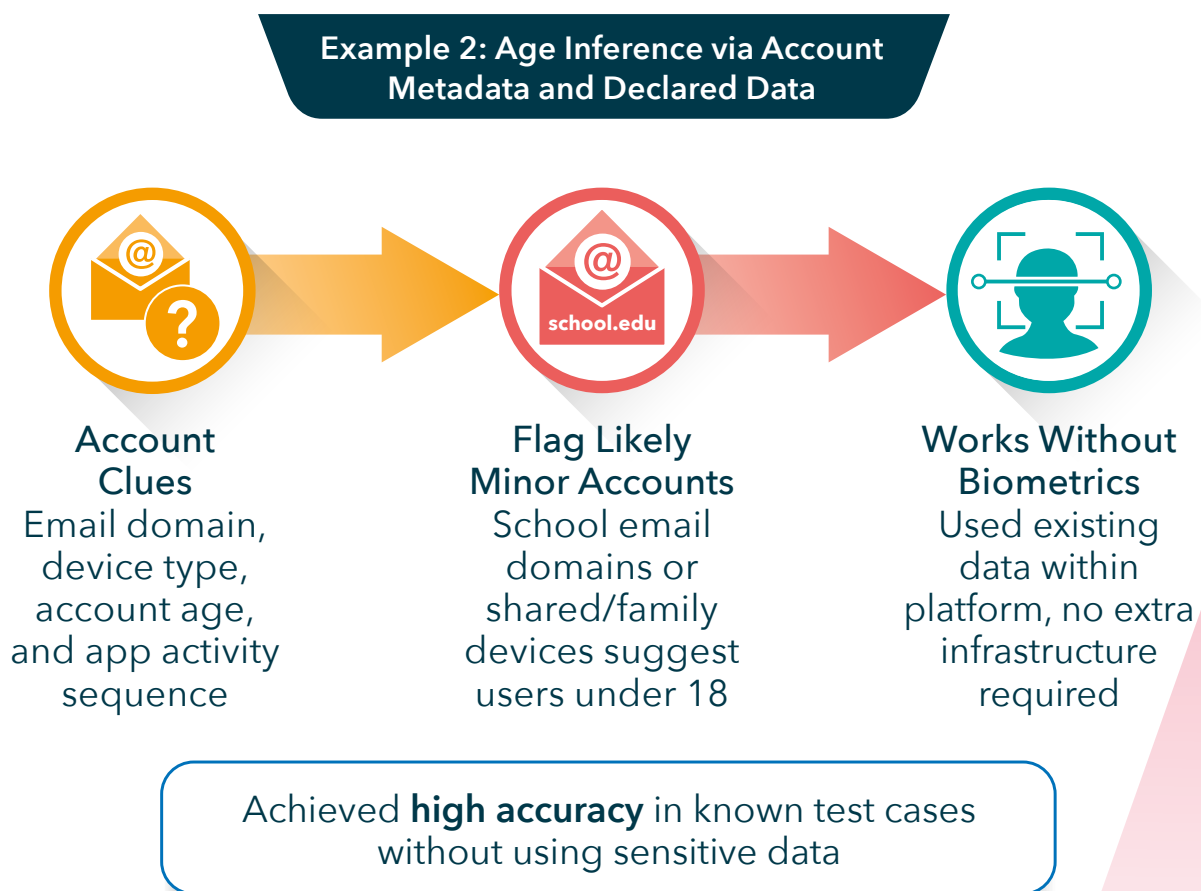 Example 2: Age Inference via Account
Metadata and Declared Data
@
?
@
school.edu
Account
Clues
Email domain,
device type,
account age,
and app activity
sequence
Flag Likely
Minor Accounts
School email
domains or
shared/family
devices suggest
users under 18
Works Without
Biometrics
Used existing
data within
platform, no extra
infrastructure
required
Achieved high accuracy in known test cases
without using sensitive data